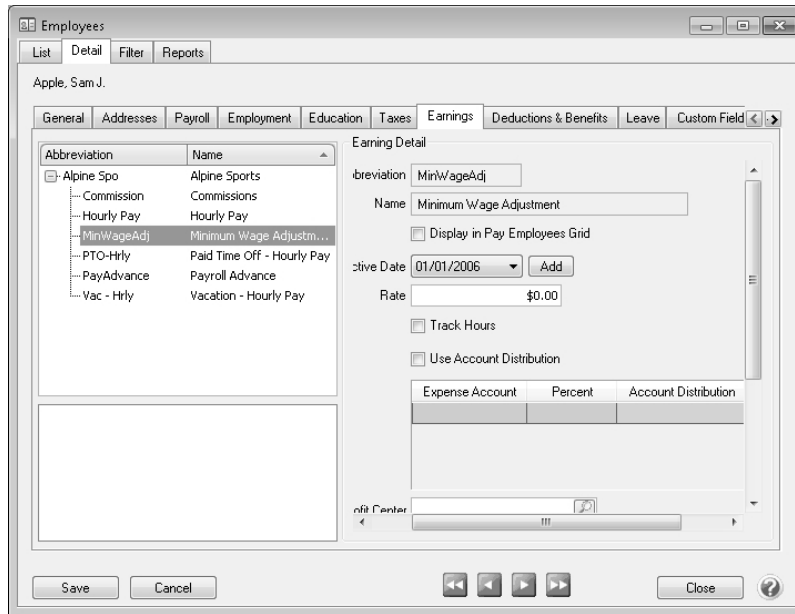 Employees
List Detail Filter Reports
Apple, Sam J.
General Addresses Payroll Employment Education Taxes Earnings Deductions & Benefits Leave Custom Field
Abbreviation Name
Alpine Spo Alpine Sports
Commission Commissions
Hourly Pay Hourly Pay
MinWageAdj Minimum Wage Adjustm...
PTO-Hrly Paid Time Off - Hourly Pay
PayAdvance Payroll Advance
Vac - Hrly Vacation - Hourly Pay
Earning Detail
bbreviation MinWageAdj
Name Minimum Wage Adjustment
Display in Pay Employees Grid
ctive Date 01/01/2006 Add
Rate $0.00
Track Hours
Use Account Distribution
Expense Account Percent Account Distribution
ofit Center
Save Cancel Close ?